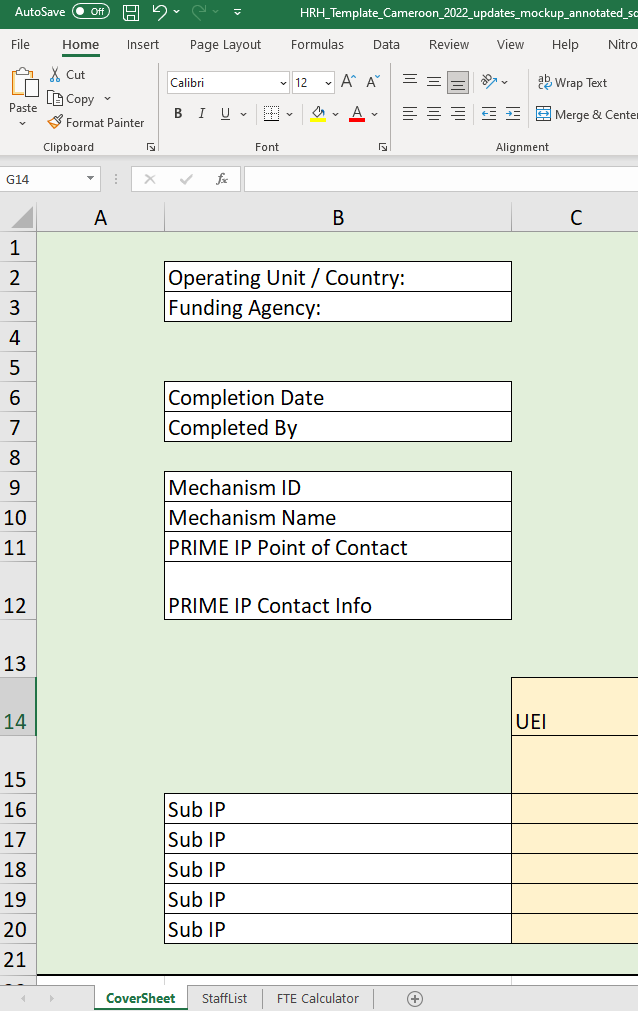 AutoSave Off HRH_Template_Cameroon_2022_updates_mockup_annotated_sc
File Home Insert Page Layout Formulas Data Review View Help Nitro
Paste Cut Copy Format Painter
Calibri 12 A A
B I U A
ab Wrap Text
Merge & Center
Clipboard Font Alignment
G14 fx
A B C
1
2 Operating Unit / Country:
3 Funding Agency:
4
5
6 Completion Date
7 Completed By
8
9 Mechanism ID
10 Mechanism Name
11 PRIME IP Point of Contact
12 PRIME IP Contact Info
13
14 UEI
15
16 Sub IP
17 Sub IP
18 Sub IP
19 Sub IP
20 Sub IP
21
CoverSheet StaffList FTE Calculator